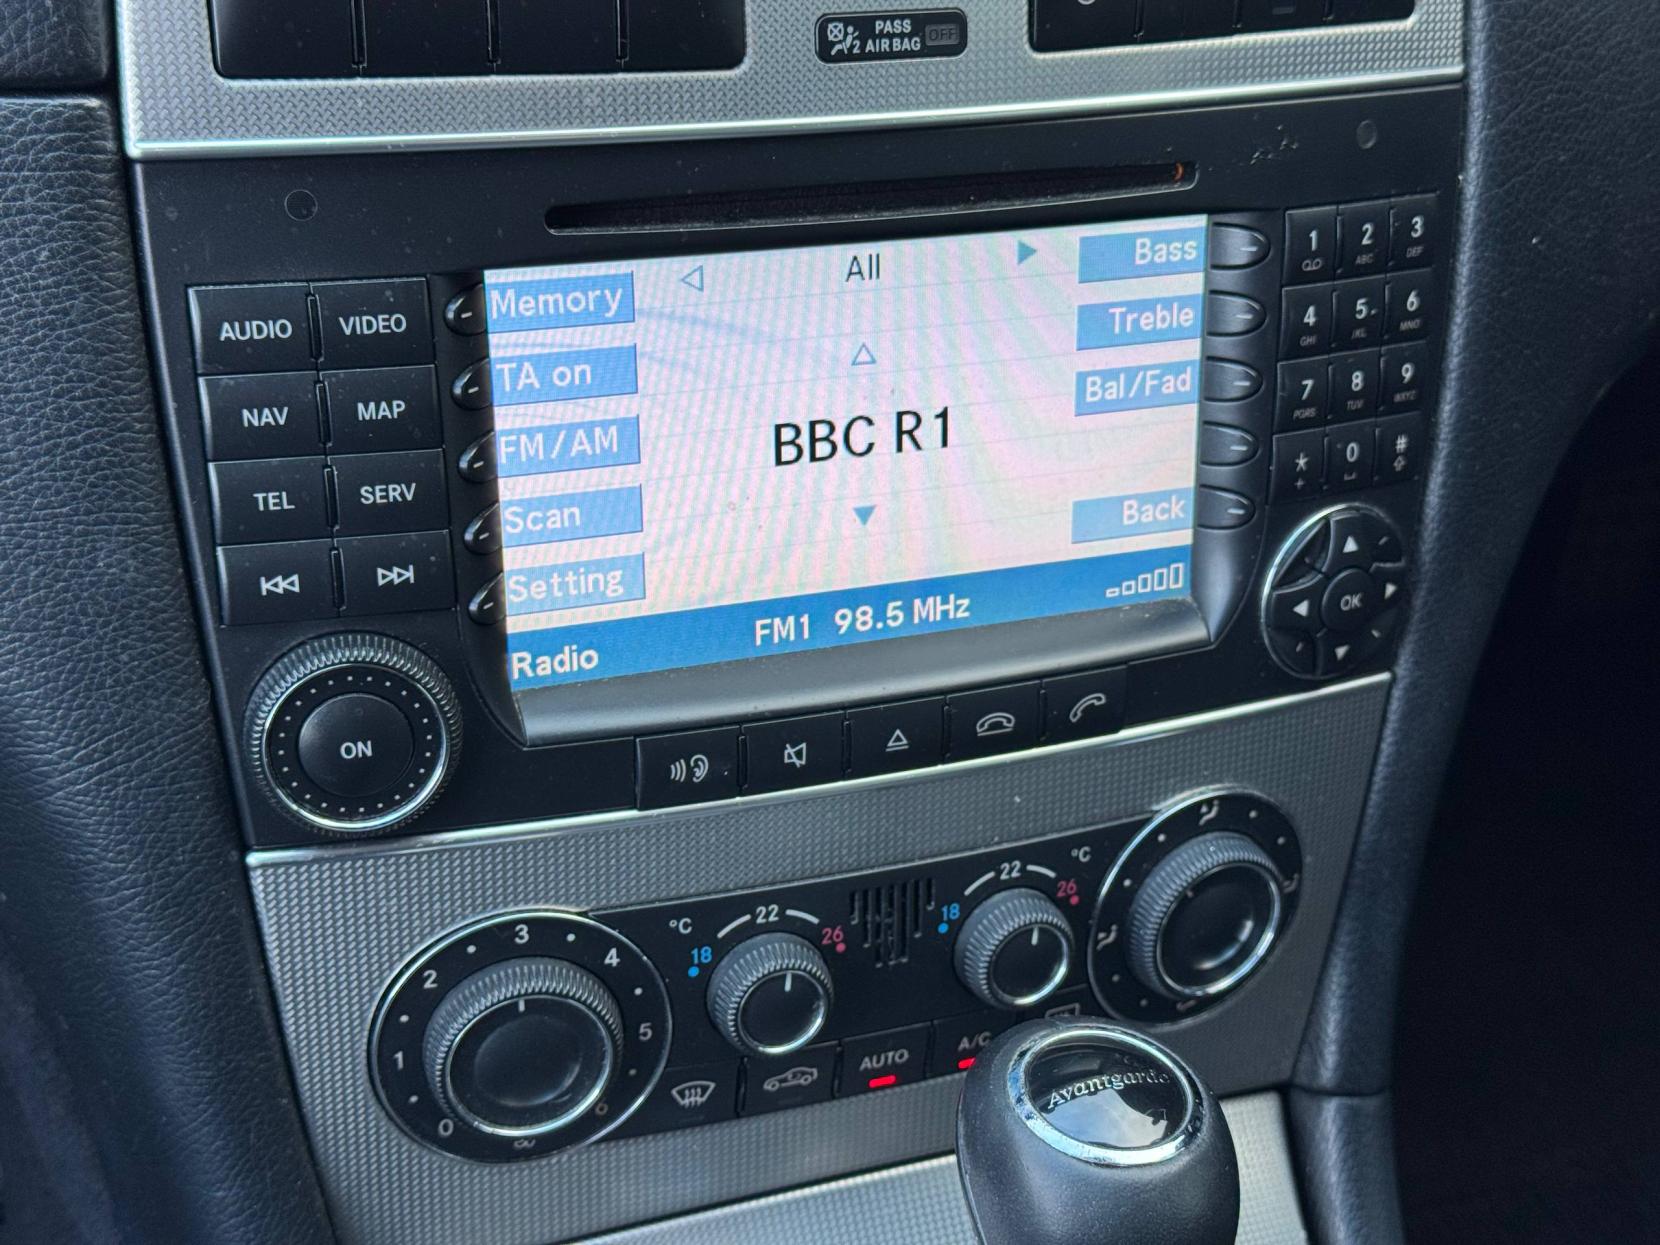 PASS
2 AIRBAG OFF
AUDIO VIDEO
NAV MAP
TEL SERV
ON
Memory
TA on
FM/AM
Scan
Setting
All
BBC R1
Bass
Treble
Bal/Fad
Back
Radio FM1 98.5 MHz
1 2 ABC 3 DEF
4 GHI 5 JKL 6 MNO
7 PQRS 8 TUV 9 WXYZ
* 0 #
+
OK
0 1 2 3 4 5
°C 18 22 26
18 22 26 °C
AUTO A/C
Avantgarde